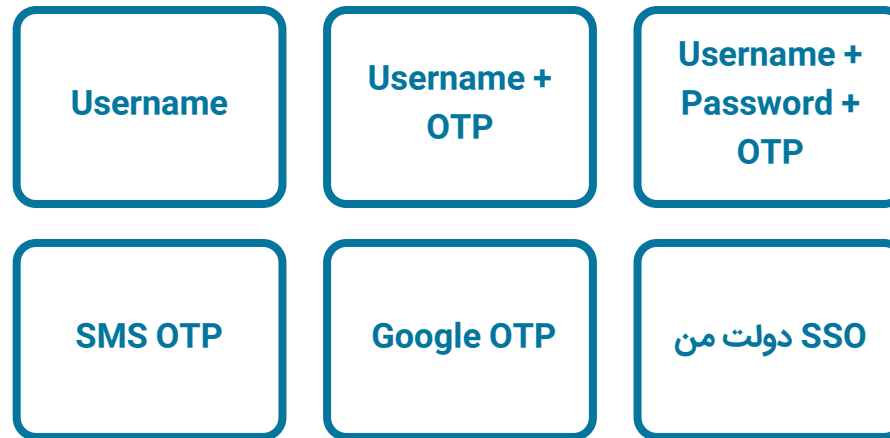 Username
Username +
OTP
Username +
Password +
OTP
SMS OTP
Google OTP
SSO دولت من